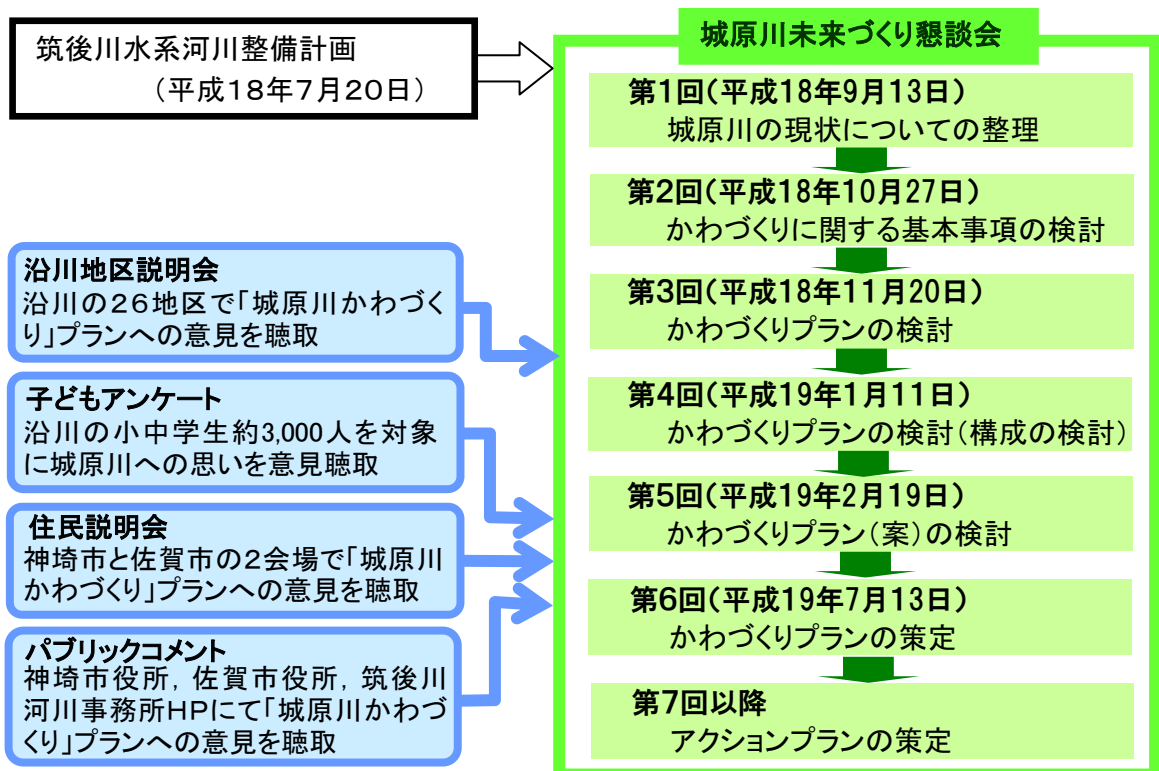 筑後川水系河川整備計画
(平成18年7月20日)
城原川未来づくり懇談会
第1回(平成18年9月13日)
城原川の現状についての整理
第2回(平成18年10月27日)
かわづくりに関する基本事項の検討
第3回(平成18年11月20日)
かわづくりプランの検討
第4回(平成19年1月11日)
かわづくりプランの検討(構成の検討)
第5回(平成19年2月19日)
かわづくりプラン(案)の検討
第6回(平成19年7月13日)
かわづくりプランの策定
第7回以降
アクションプランの策定
沿川地区説明会
沿川の26地区で「城原川かわづく
り」プランへの意見を聴取
子どもアンケート
沿川の小中学生約3,000人を対象
に城原川への思いを意見聴取
住民説明会
神埼市と佐賀市の2会場で「城原川
かわづくり」プランへの意見を聴取
パブリックコメント
神埼市役所,佐賀市役所,筑後川
河川事務所HPにて「城原川かわづ
くり」プランへの意見を聴取